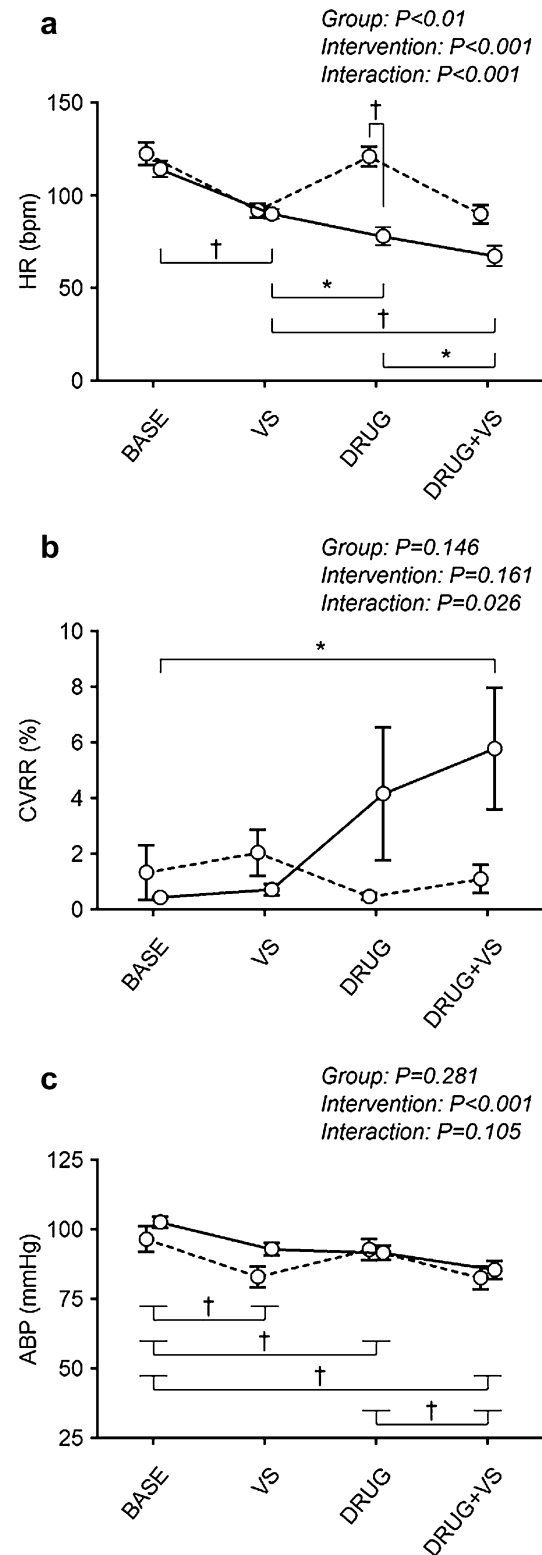 a
Group: P<0.01
Intervention: P<0.001
Interaction: P<0.001
150
100
50
0
HR (bpm)
†
†
*
†
*
BASE
VS
DRUG
DRUG+VS
b
Group: P=0.146
Intervention: P=0.161
Interaction: P=0.026
10
8
6
4
2
0
CVRR (%)
*
BASE
VS
DRUG
DRUG+VS
c
Group: P=0.281
Intervention: P<0.001
Interaction: P=0.105
125
100
75
50
25
ABP (mmHg)
†
†
†
†
BASE
VS
DRUG
DRUG+VS